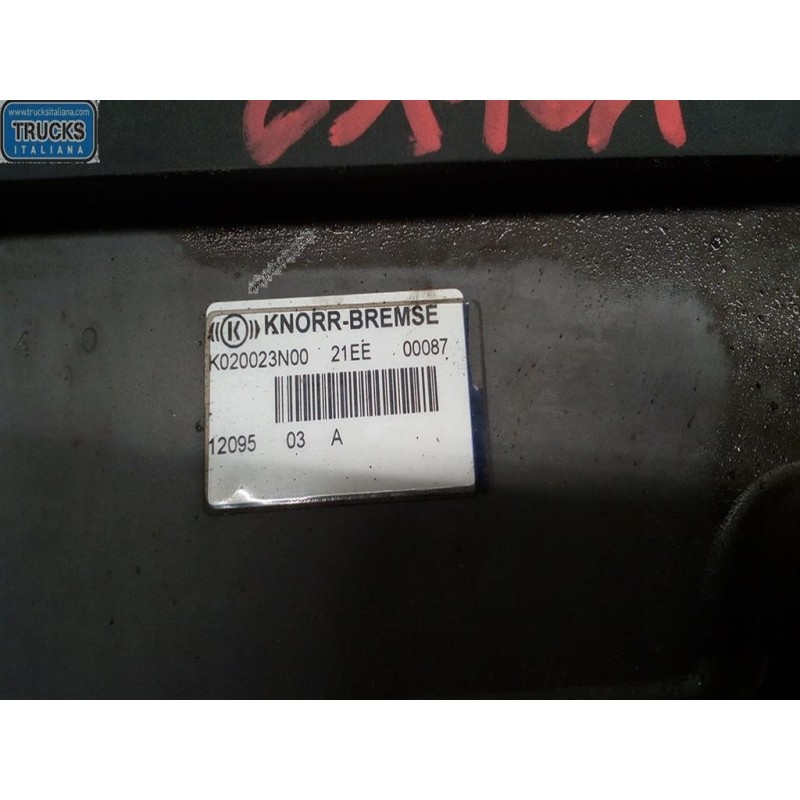 www.trucksitaliana.com
TRUCKS
ITALIANA
K KNORR-BREMSE
K020023N00 21EE 00087
12095 03 A